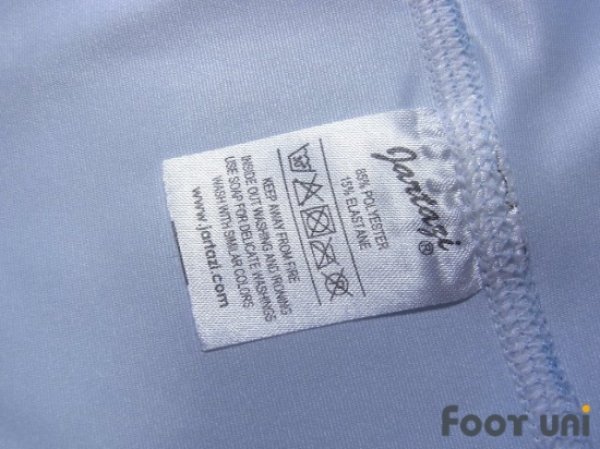 Jartazi®
85% POLYESTER
15% ELASTANE
30
KEEP AWAY FROM FIRE
INSIDE OUT WASHING AND IRONING
USE SOAP FOR DELICATE WASHINGS
WASH WITH SIMILAR COLORS
www.jartazi.com
FOOT UNI